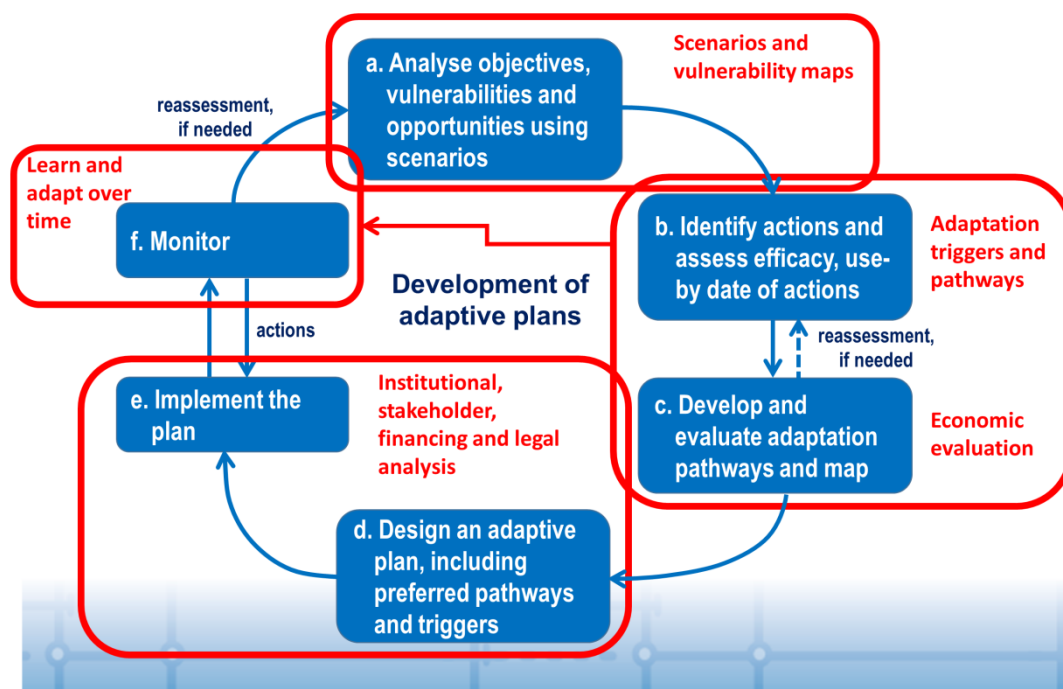 a. Analyse objectives,
vulnerabilities and
opportunities using
scenarios
Scenarios and
vulnerability maps
reassessment,
if needed
Learn and
adapt over
time
f. Monitor
b. Identify actions and
assess efficacy, use-
by date of actions
Adaptation
triggers and
pathways
Development of
adaptive plans
actions
reassessment,
if needed
e. Implement the
plan
Institutional,
stakeholder,
financing and legal
analysis
c. Develop and
evaluate adaptation
pathways and map
Economic
evaluation
d. Design an adaptive
plan, including
preferred pathways
and triggers